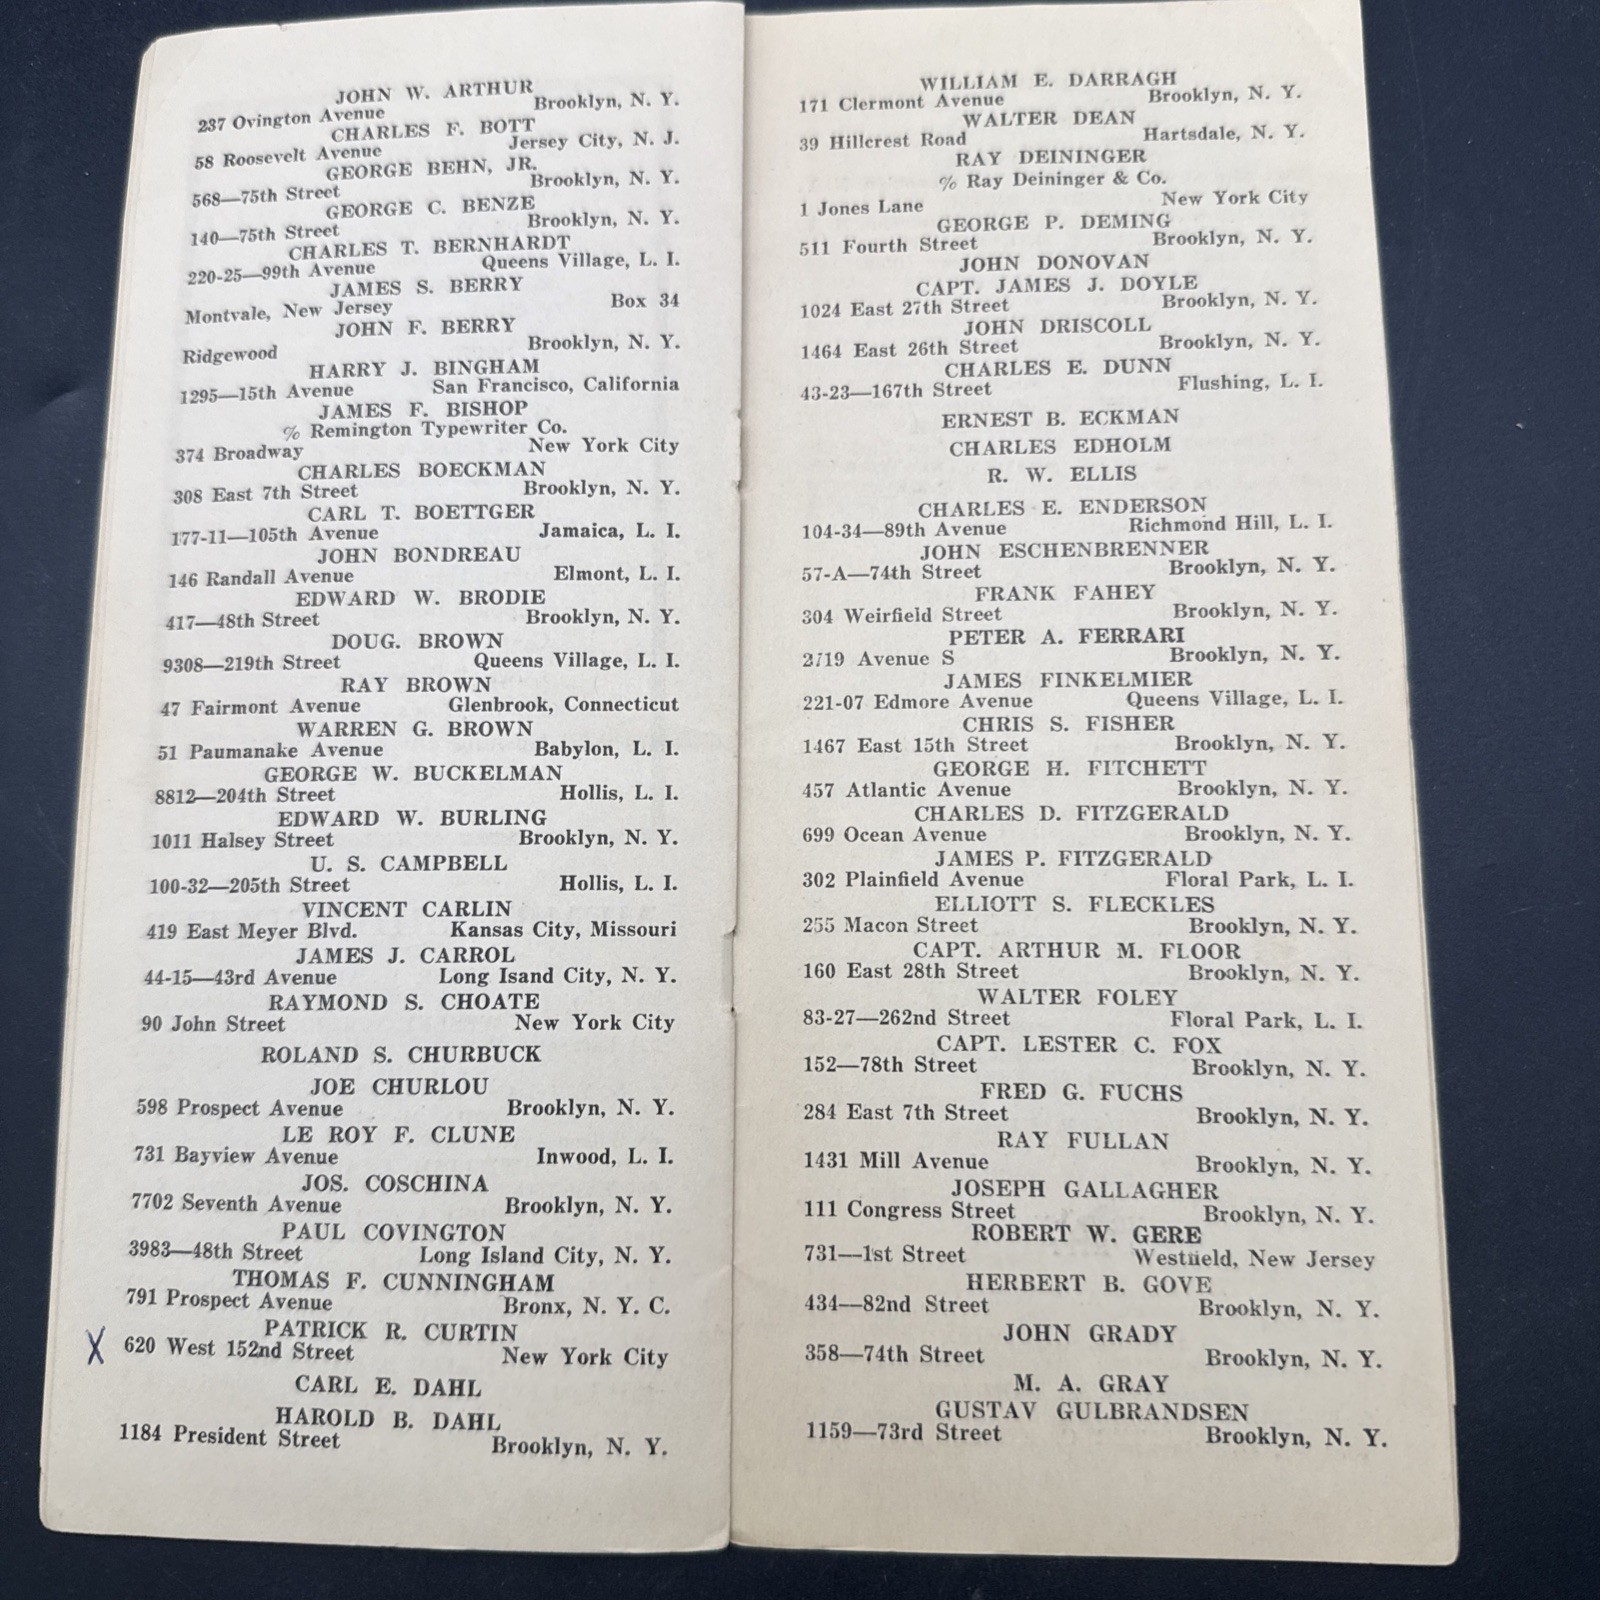 JOHN W. ARTHUR
237 Ovington Avenue Brooklyn, N. Y.
CHARLES F. BOTT
58 Roosevelt Avenue Jersey City, N. J.
GEORGE BEHN, JR.
568—75th Street Brooklyn, N. Y.
GEORGE C. BENZE
140—75th Street Brooklyn, N. Y.
CHARLES T. BERNHARDT
220-25—99th Avenue Queens Village, L. I.
JAMES S. BERRY
Montvale, New Jersey Box 34
JOHN F. BERRY
Ridgewood Brooklyn, N. Y.
HARRY J. BINGHAM
1295—15th Avenue San Francisco, California
JAMES F. BISHOP
% Remington Typewriter Co.
374 Broadway New York City
CHARLES BOECKMAN
308 East 7th Street Brooklyn, N. Y.
CARL T. BOETTGER
177-11—105th Avenue Jamaica, L. I.
JOHN BONDREAU
146 Randall Avenue Elmont, L. I.
EDWARD W. BRODIE
417—48th Street Brooklyn, N. Y.
DOUG. BROWN
9308—219th Street Queens Village, L. I.
RAY BROWN
47 Fairmont Avenue Glenbrook, Connecticut
WARREN G. BROWN
51 Paumanake Avenue Babylon, L. I.
GEORGE W. BUCKELMAN
8812—204th Street Hollis, L. I.
EDWARD W. BURLING
1011 Halsey Street Brooklyn, N. Y.
U. S. CAMPBELL
100-32—205th Street Hollis, L. I.
VINCENT CARLIN
419 East Meyer Blvd. Kansas City, Missouri
JAMES J. CARROL
44-15—43rd Avenue Long Isand City, N. Y.
RAYMOND S. CHOATE
90 John Street New York City
ROLAND S. CHURBUCK
JOE CHURLOU
598 Prospect Avenue Brooklyn, N. Y.
LE ROY F. CLUNE
731 Bayview Avenue Inwood, L. I.
JOS. COSCHINA
7702 Seventh Avenue Brooklyn, N. Y.
PAUL COVINGTON
3983—48th Street Long Island City, N. Y.
THOMAS F. CUNNINGHAM
791 Prospect Avenue Bronx, N. Y. C.
PATRICK R. CURTIN
X 620 West 152nd Street New York City
CARL E. DAHL
HAROLD B. DAHL
1184 President Street Brooklyn, N. Y.
WILLIAM E. DARRAGH
171 Clermont Avenue Brooklyn, N. Y.
WALTER DEAN
39 Hillcrest Road Hartsdale, N. Y.
RAY DEININGER
% Ray Deininger & Co.
1 Jones Lane New York City
GEORGE P. DEMING
511 Fourth Street Brooklyn, N. Y.
JOHN DONOVAN
CAPT. JAMES J. DOYLE
1024 East 27th Street Brooklyn, N. Y.
JOHN DRISCOLL
1464 East 26th Street Brooklyn, N. Y.
CHARLES E. DUNN
43-23—167th Street Flushing, L. I.
ERNEST B. ECKMAN
CHARLES EDHOLM
R. W. ELLIS
CHARLES E. ENDERSON
104-34—89th Avenue Richmond Hill, L. I.
JOHN ESCHENBRENNER
57-A—74th Street Brooklyn, N. Y.
FRANK FAHEY
304 Weirfield Street Brooklyn, N. Y.
PETER A. FERRARI
2719 Avenue S Brooklyn, N. Y.
JAMES FINKELMIER
221-07 Edmore Avenue Queens Village, L. I.
CHRIS S. FISHER
1467 East 15th Street Brooklyn, N. Y.
GEORGE H. FITCHETT
457 Atlantic Avenue Brooklyn, N. Y.
CHARLES D. FITZGERALD
699 Ocean Avenue Brooklyn, N. Y.
JAMES P. FITZGERALD
302 Plainfield Avenue Floral Park, L. I.
ELLIOTT S. FLECKLES
255 Macon Street Brooklyn, N. Y.
CAPT. ARTHUR M. FLOOR
160 East 28th Street Brooklyn, N. Y.
WALTER FOLEY
83-27—262nd Street Floral Park, L. I.
CAPT. LESTER C. FOX
152—78th Street Brooklyn, N. Y.
FRED G. FUCHS
284 East 7th Street Brooklyn, N. Y.
RAY FULLAN
1431 Mill Avenue Brooklyn, N. Y.
JOSEPH GALLAGHER
111 Congress Street Brooklyn, N. Y.
ROBERT W. GERE
731—1st Street Westfield, New Jersey
HERBERT B. GOVE
434—82nd Street Brooklyn, N. Y.
JOHN GRADY
358—74th Street Brooklyn, N. Y.
M. A. GRAY
GUSTAV GULBRANDSEN
1159—73rd Street Brooklyn, N. Y.